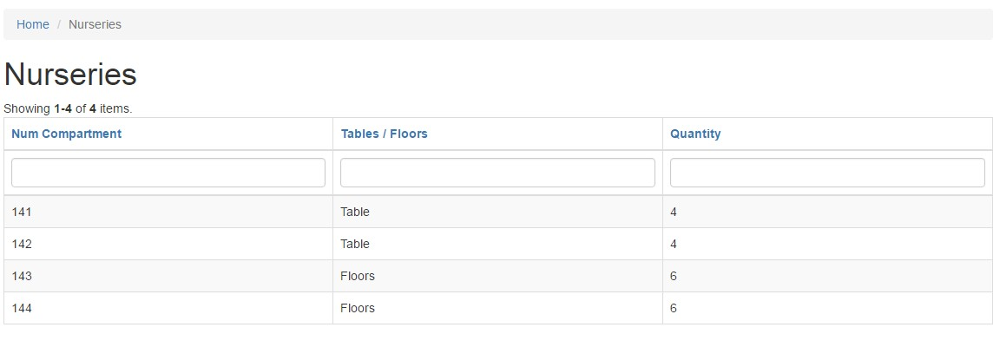 Home / Nurseries
Nurseries
Showing 1-4 of 4 items.
Num Compartment Tables / Floors Quantity
141 Table 4
142 Table 4
143 Floors 6
144 Floors 6